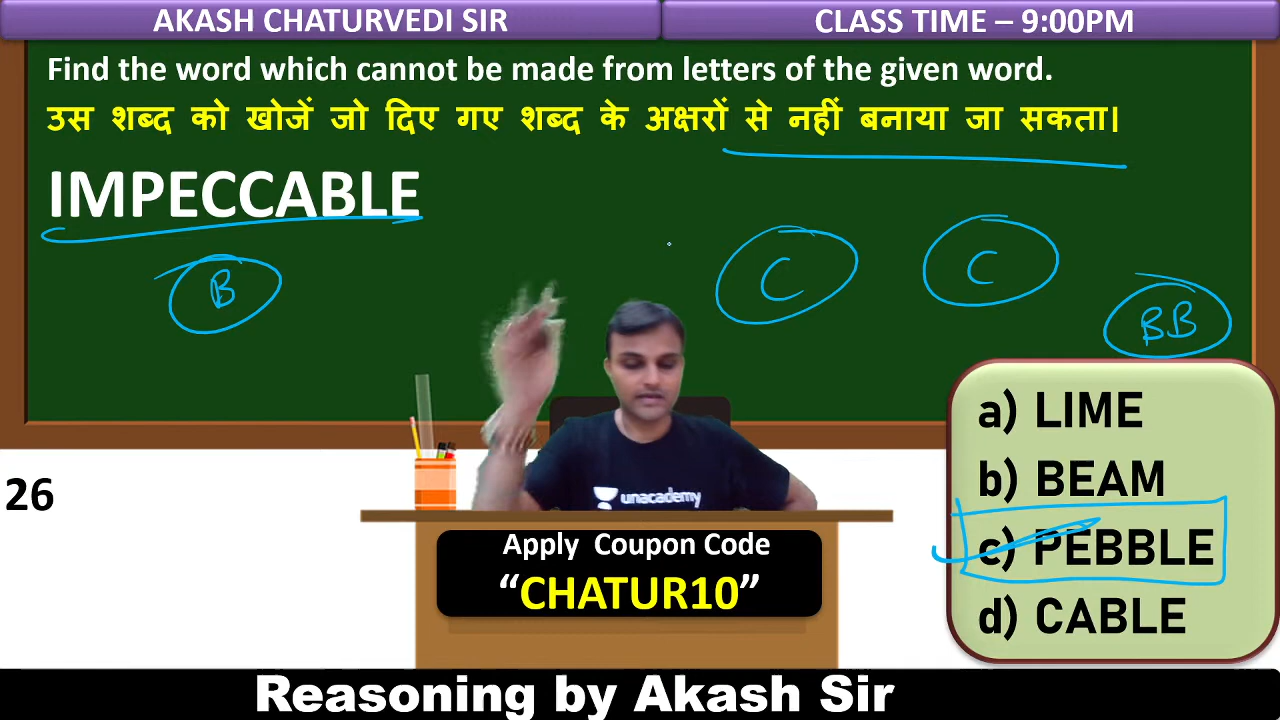 AKASH CHATURVEDI SIR
CLASS TIME – 9:00PM
Find the word which cannot be made from letters of the given word.
उस शब्द को खोजें जो दिए गए शब्द के अक्षरों से नहीं बनाया जा सकता।
IMPECCABLE
B
C
C
BB
a) LIME
b) BEAM
c) PEBBLE
d) CABLE
26
unacademy
Apply Coupon Code
“CHATUR10”
Reasoning by Akash Sir